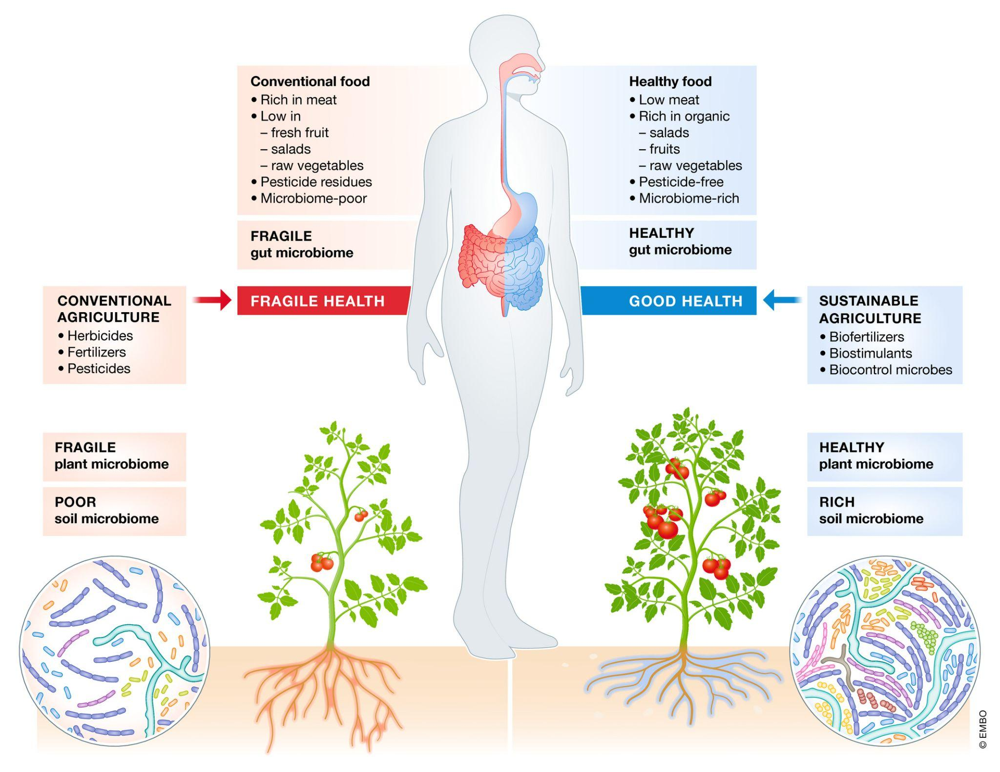 Conventional food
• Rich in meat
• Low in
– fresh fruit
– salads
– raw vegetables
• Pesticide residues
• Microbiome-poor
FRAGILE
gut microbiome
FRAGILE HEALTH
Healthy food
• Low meat
• Rich in organic
– salads
– fruits
– raw vegetables
• Pesticide-free
• Microbiome-rich
HEALTHY
gut microbiome
GOOD HEALTH
CONVENTIONAL
AGRICULTURE
• Herbicides
• Fertilizers
• Pesticides
SUSTAINABLE
AGRICULTURE
• Biofertilizers
• Biostimulants
• Biocontrol microbes
FRAGILE
plant microbiome
POOR
soil microbiome
HEALTHY
plant microbiome
RICH
soil microbiome
© EMBO